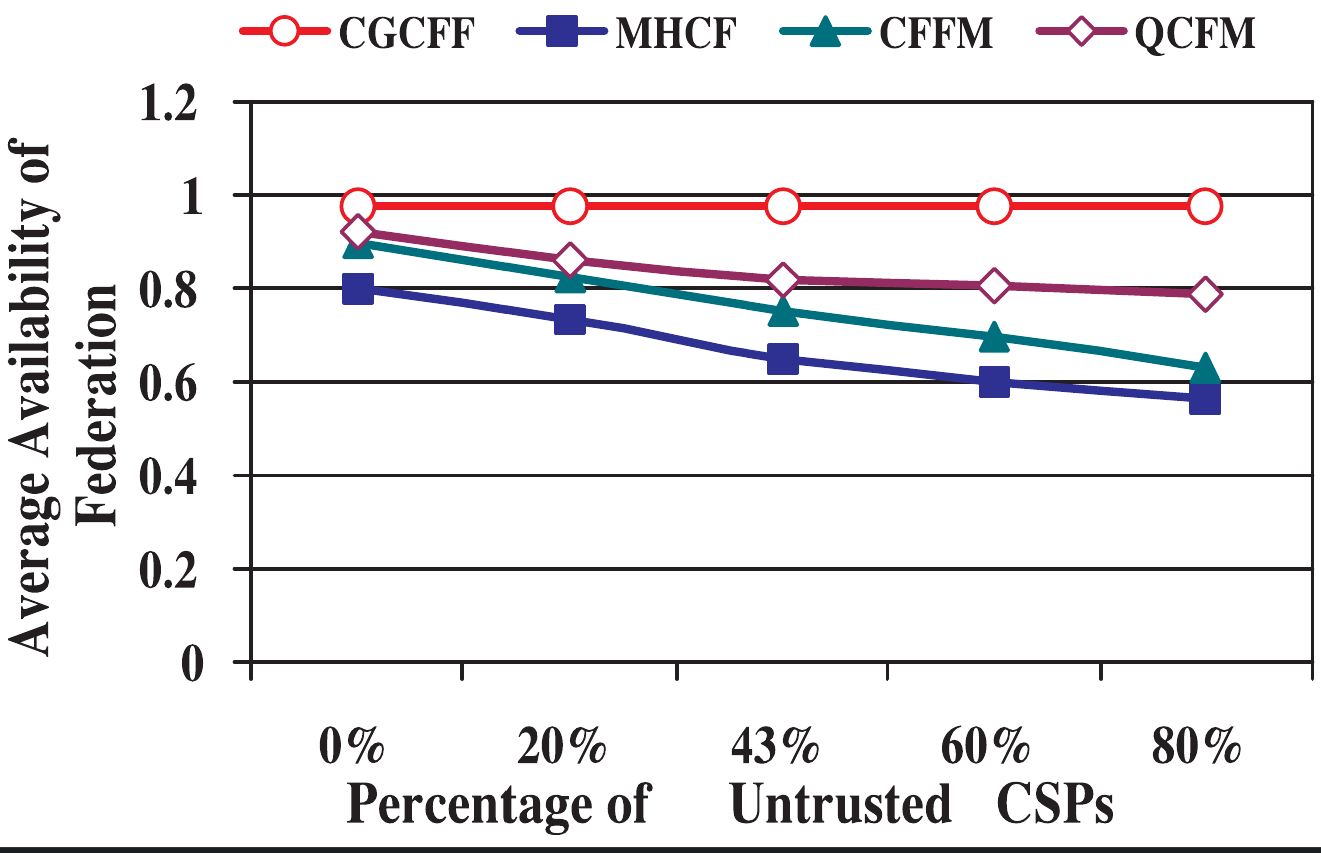 CGCFF MHCF CFFM QCFM
1.2
1
0.8
0.6
0.4
0.2
0
Average Availability of
Federation
0% 20% 43% 60% 80%
Percentage of Untrusted CSPs